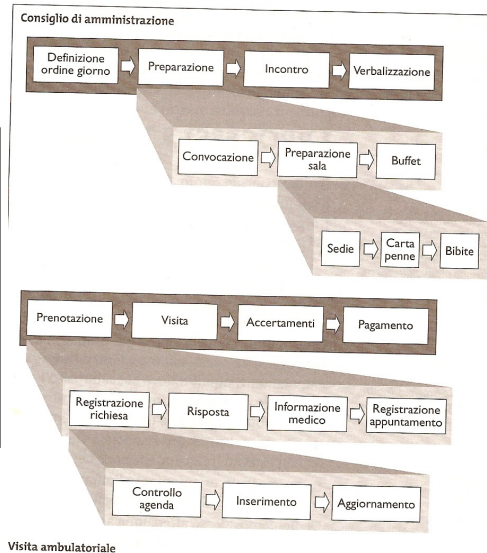 Consiglio di amministrazione
Definizione
ordine giorno
Preparazione
Incontro
Verbalizzazione
Convocazione
Preparazione
sala
Buffet
Sedie
Carta
penne
Bibite
Prenotazione
Visita
Accertamenti
Pagamento
Registrazione
richiesa
Risposta
Informazione
medico
Registrazione
appuntamento
Controllo
agenda
Inserimento
Aggiornamento
Visita ambulatoriale